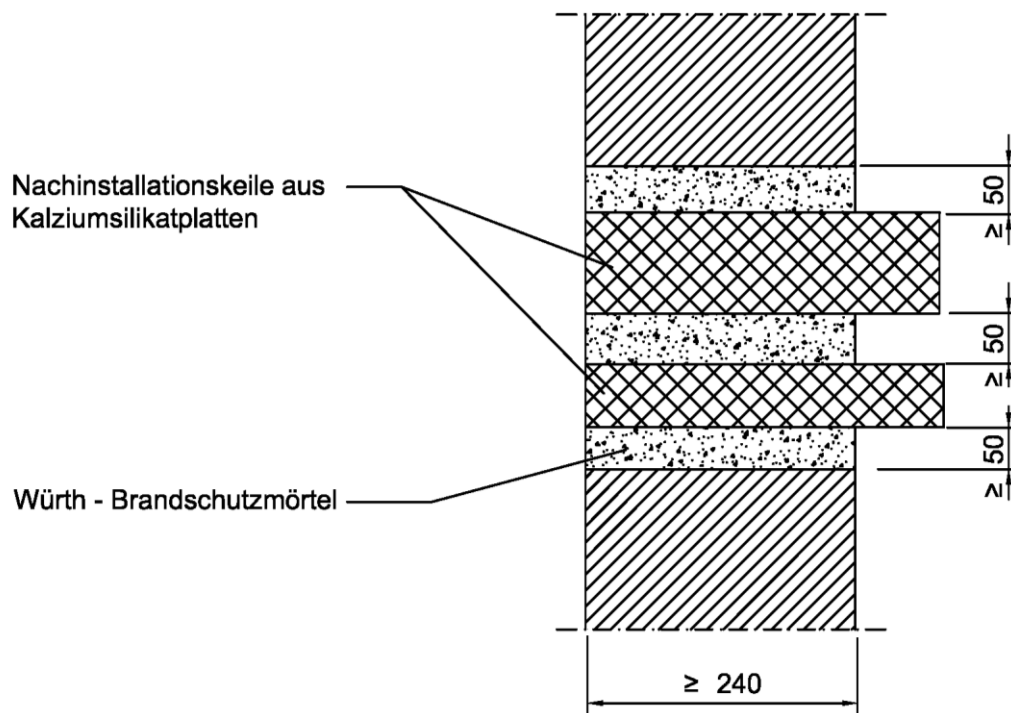 Nachinstallationskeile aus
Kalziumsilikatplatten
Würth - Brandschutzmörtel
≥ 50
≥ 50
≥ 50
≥ 240